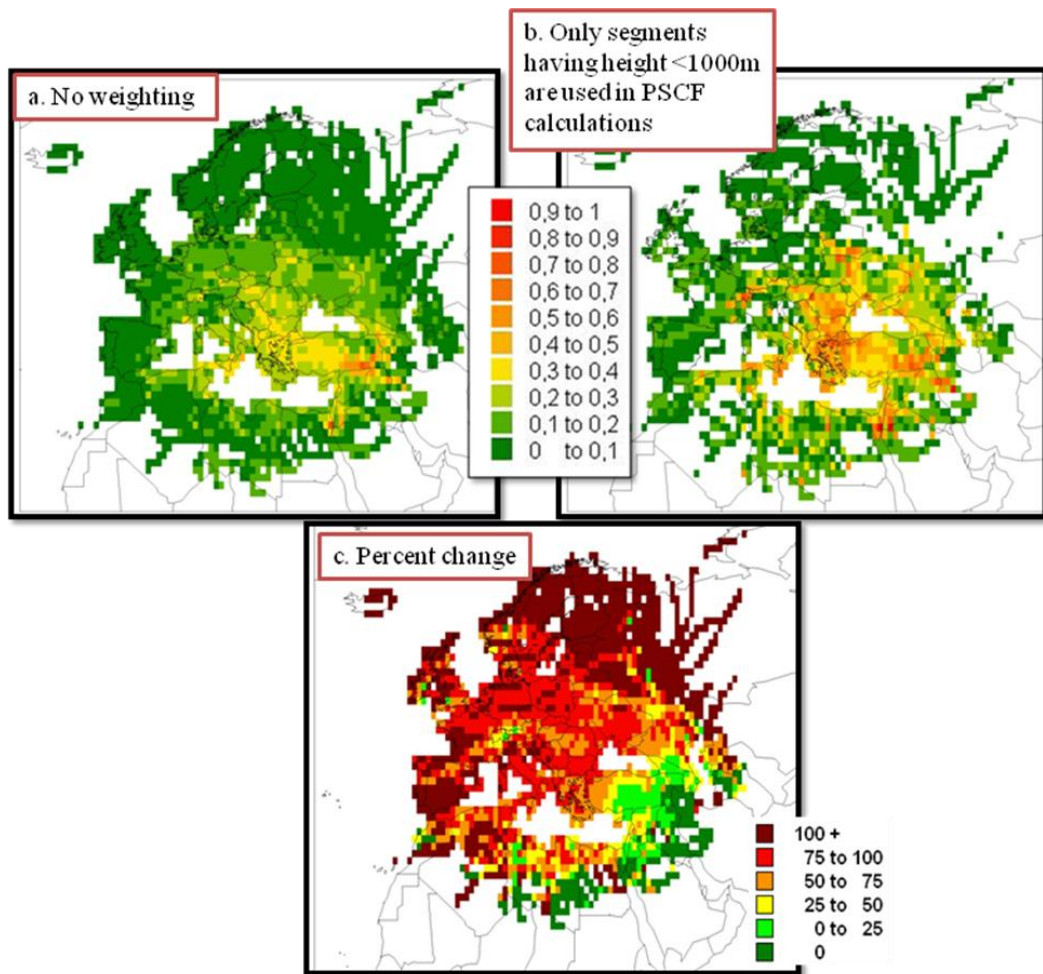 a. No weighting
b. Only segments
having height <1000m
are used in PSCF
calculations
0,9 to 1
0,8 to 0,9
0,7 to 0,8
0,6 to 0,7
0,5 to 0,6
0,4 to 0,5
0,3 to 0,4
0,2 to 0,3
0,1 to 0,2
0 to 0,1
c. Percent change
100 +
75 to 100
50 to 75
25 to 50
0 to 25
0